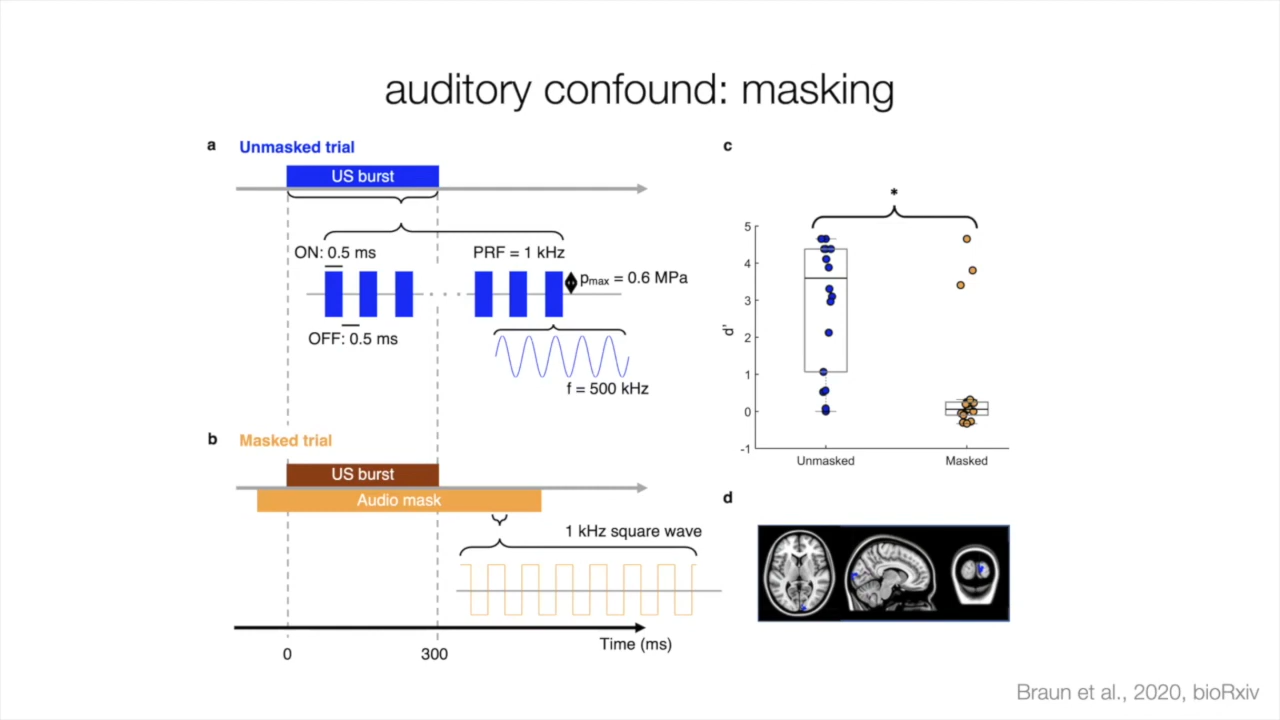 auditory confound: masking
a Unmasked trial
US burst
ON: 0.5 ms
PRF = 1 kHz
pmax = 0.6 MPa
OFF: 0.5 ms
f = 500 kHz
b Masked trial
US burst
Audio mask
1 kHz square wave
Time (ms)
0 300
c
*
5
4
3
2
1
0
-1
d'
Unmasked Masked
d
Braun et al., 2020, bioRxiv